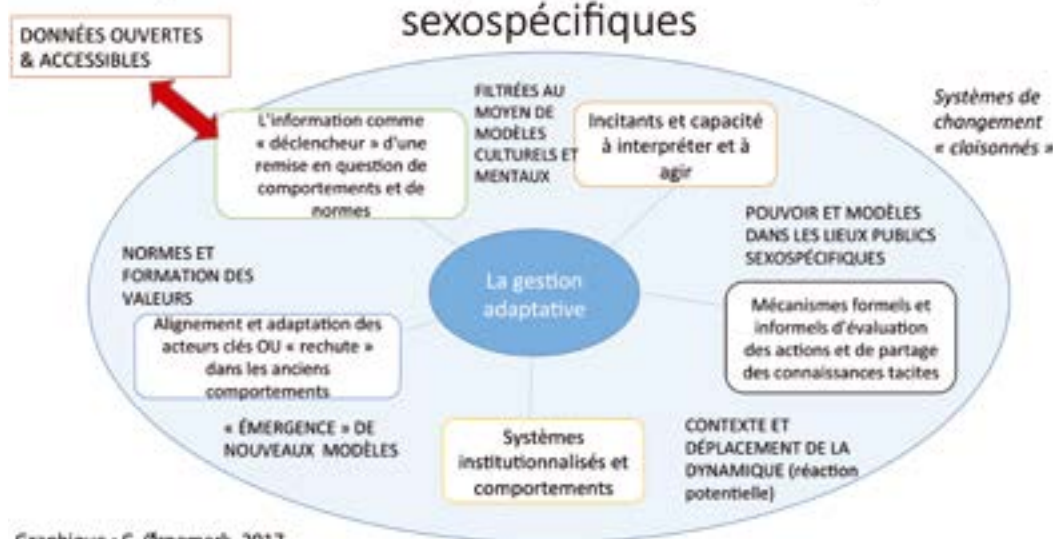 sexospécifiques
DONNÉES OUVERTES
& ACCESSIBLES
L'information comme
« déclencheur » d'une
remise en question de
comportements et de
normes
FILTRÉES AU
MOYEN DE
MODÈLES
CULTURELS ET
MENTAUX
Incitants et capacité
à interpréter et à
agir
Systèmes de
changement
« cloisonnés »
POUVOIR ET MODÈLES
DANS LES LIEUX PUBLICS
SEXOSPÉCIFIQUES
NORMES ET
FORMATION DES
VALEURS
La gestion
adaptative
Mécanismes formels et
informels d'évaluation
des actions et de partage
des connaissances tacites
Alignement et adaptation des
acteurs clés OU « rechute »
dans les anciens
comportements
« ÉMERGENCE » DE
NOUVEAUX MODÈLES
Systèmes
institutionnalisés et
comportements
CONTEXTE ET
DÉPLACEMENT DE LA
DYNAMIQUE (réaction
potentielle)
Graphique : C. Ørnemark, 2017